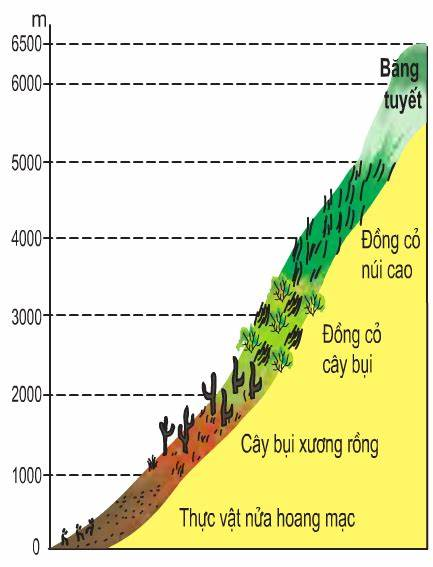 m
6500
6000
Băng
tuyết
5000
4000
Đồng cỏ
núi cao
3000
Đồng cỏ
cây bụi
2000
Cây bụi xương rồng
1000
Thực vật nửa hoang mạc
0